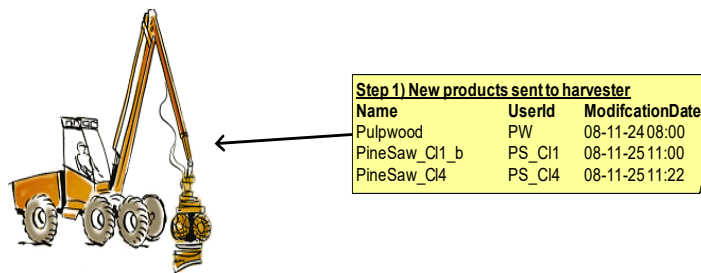 Step 1) New products sent to harvester
Name UserId ModifcationDate
Pulpwood PW 08-11-24 08:00
PineSaw_Cl1_b PS_Cl1 08-11-25 11:00
PineSaw_Cl4 PS_Cl4 08-11-25 11:22